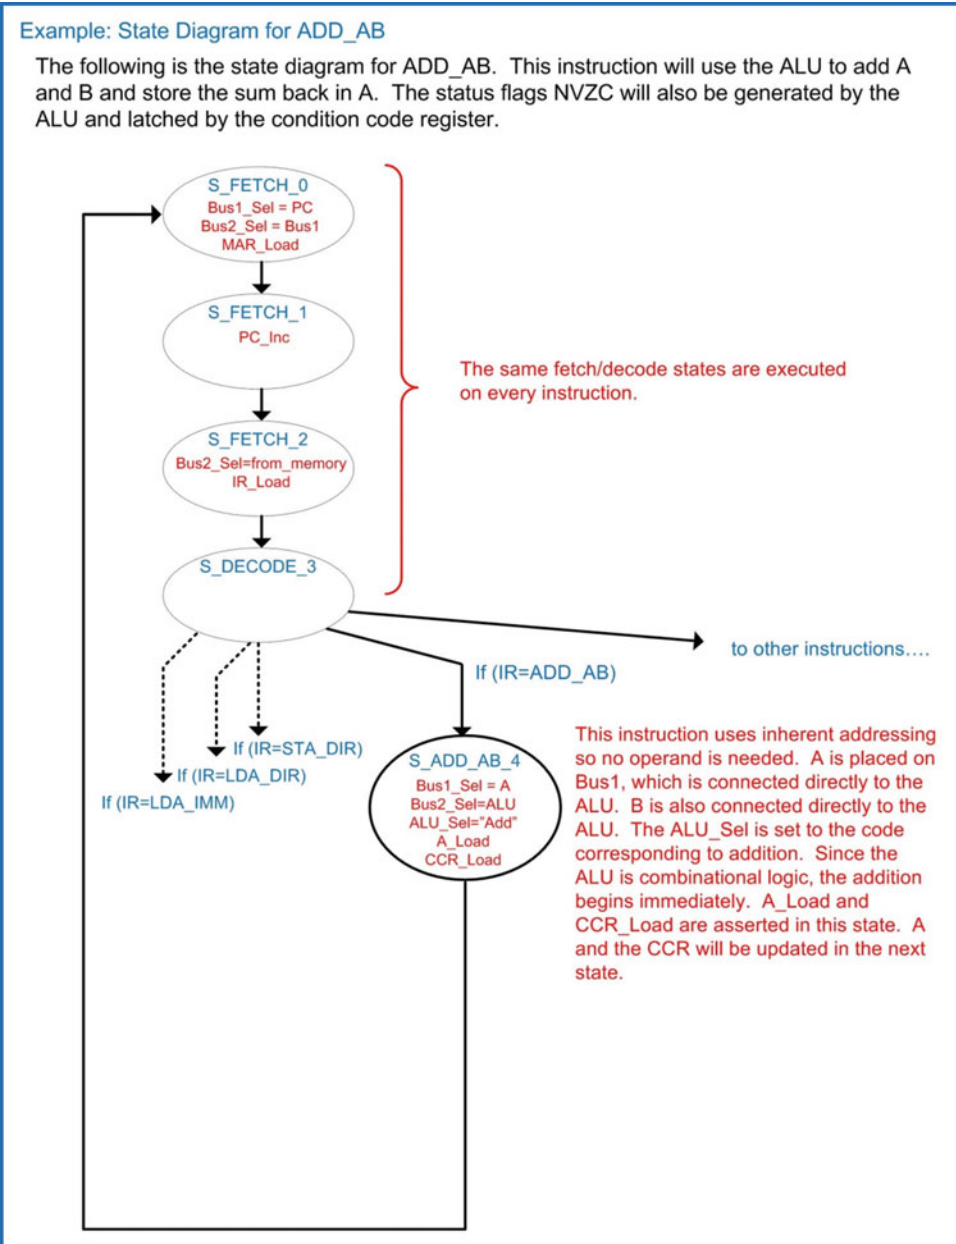 Example: State Diagram for ADD_AB
The following is the state diagram for ADD_AB.  This instruction will use the ALU to add A
and B and store the sum back in A.  The status flags NVZC will also be generated by the
ALU and latched by the condition code register.
S_FETCH_0
Bus1_Sel = PC
Bus2_Sel = Bus1
MAR_Load
S_FETCH_1
PC_Inc
The same fetch/decode states are executed
on every instruction.
S_FETCH_2
Bus2_Sel=from_memory
IR_Load
S_DECODE_3
to other instructions....
If (IR=ADD_AB)
If (IR=STA_DIR)
If (IR=LDA_DIR)
If (IR=LDA_IMM)
S_ADD_AB_4
Bus1_Sel = A
Bus2_Sel=ALU
ALU_Sel="Add"
A_Load
CCR_Load
This instruction uses inherent addressing
so no operand is needed.  A is placed on
Bus1, which is connected directly to the
ALU.  B is also connected directly to the
ALU.  The ALU_Sel is set to the code
corresponding to addition.  Since the
ALU is combinational logic, the addition
begins immediately.  A_Load and
CCR_Load are asserted in this state.  A
and the CCR will be updated in the next
state.